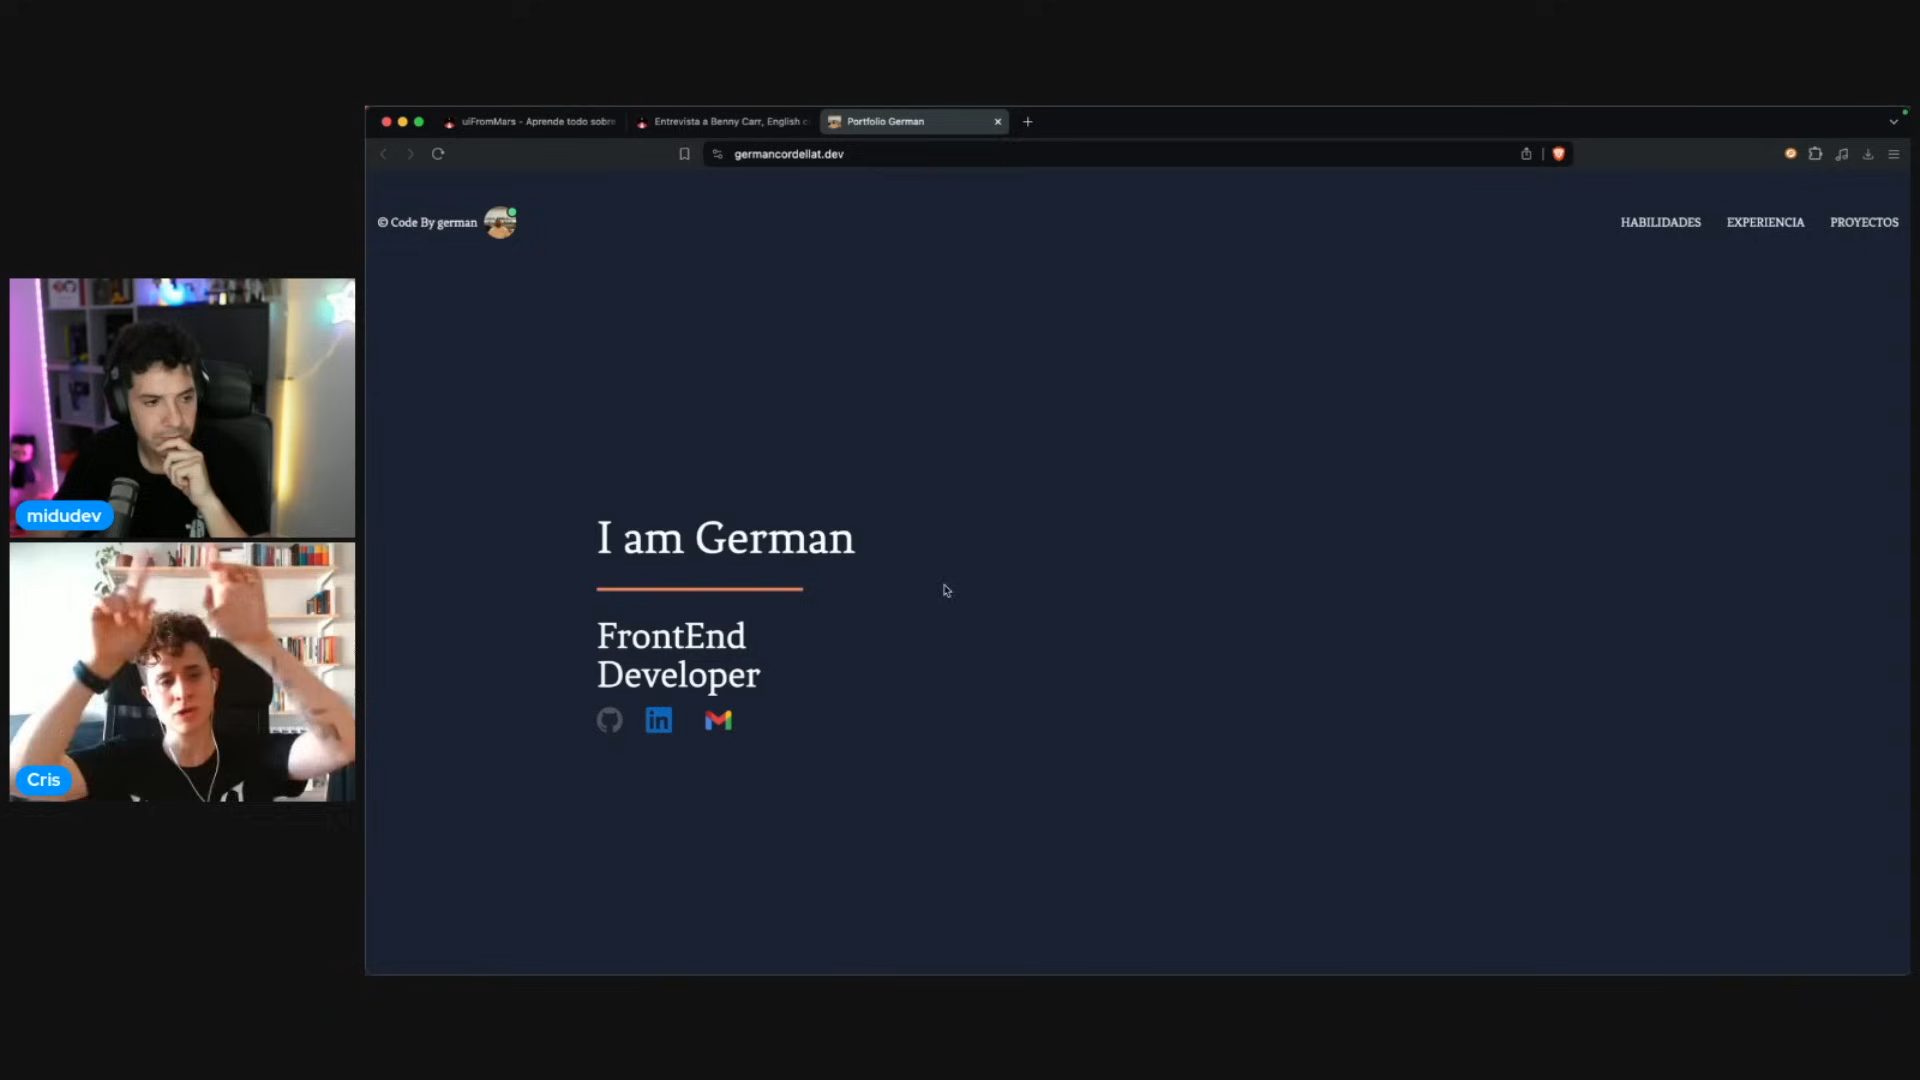 uiFromMars - Aprende todo sobre
Entrevista a Benny Carr, English
Portfolio German
germancordellat.dev
© Code By german
HABILIDADES
EXPERIENCIA
PROYECTOS
midudev
Cris
I am German
FrontEnd
Developer
in